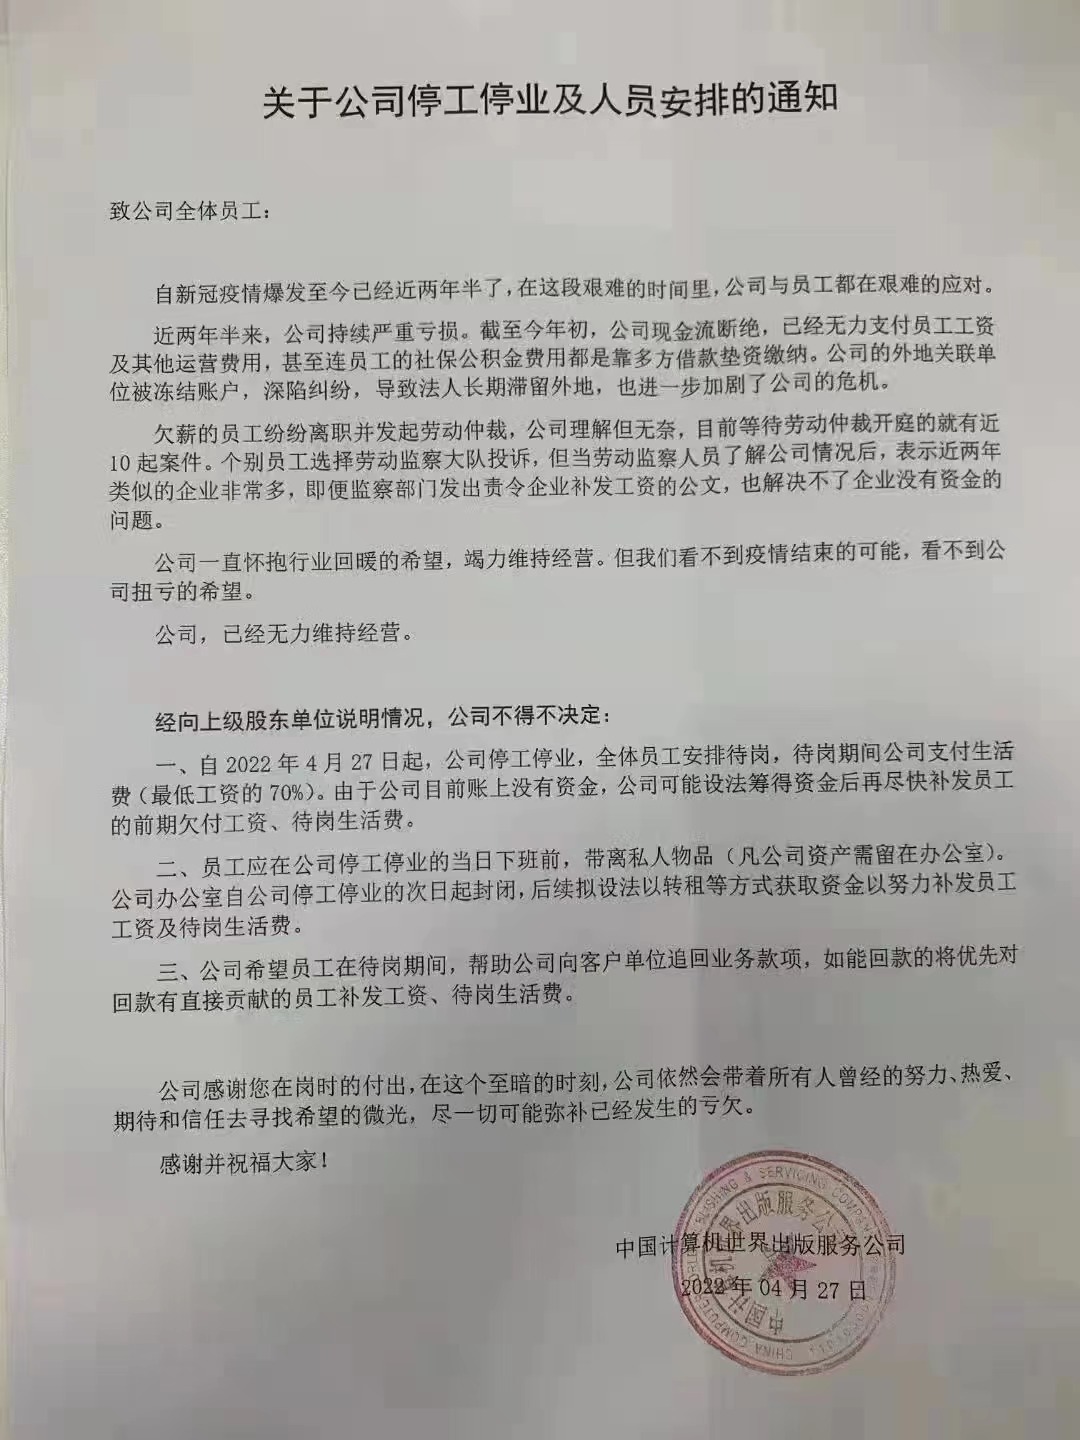 关于公司停工停业及人员安排的通知
致公司全体员工：
自新冠疫情爆发至今已经近两年半了，在这段艰难的时间里，公司与员工都在艰难的应对。
近两年半来，公司持续严重亏损。截至今年初，公司现金流断绝，已经无力支付员工工资
及其他运营费用，甚至连员工的社保公积金费用都是靠多方借款垫资缴纳。公司的外地关联单
位被冻结账户，深陷纠纷，导致法人长期滞留外地，也进一步加剧了公司的危机。
欠薪的员工纷纷离职并发起劳动仲裁，公司理解但无奈，目前等待劳动仲裁开庭的就有近
10 起案件。个别员工选择劳动监察大队投诉，但当劳动监察人员了解公司情况后，表示近两年
类似的企业非常多，即便监察部门发出责令企业补发工资的公文，也解决不了企业没有资金的
问题。
公司一直怀抱行业回暖的希望，竭力维持经营。但我们看不到疫情结束的可能，看不到公
司扭亏的希望。
公司，已经无力维持经营。
经向上级股东单位说明情况，公司不得不决定：
一、自 2022 年 4 月 27 日起，公司停工停业，全体员工安排待岗，待岗期间公司支付生活
费（最低工资的 70%）。由于公司目前账上没有资金，公司可能设法筹得资金后再尽快补发员工
的前期欠付工资、待岗生活费。
二、员工应在公司停工停业的当日下班前，带离私人物品（凡公司资产需留在办公室）。
公司办公室自公司停工停业的次日起封闭，后续拟设法以转租等方式获取资金以努力补发员工
工资及待岗生活费。
三、公司希望员工在待岗期间，帮助公司向客户单位追回业务款项，如能回款的将优先对
回款有直接贡献的员工补发工资、待岗生活费。
公司感谢您在岗时的付出，在这个至暗的时刻，公司依然会带着所有人曾经的努力、热爱、
期待和信任去寻找希望的微光，尽一切可能弥补已经发生的亏欠。
感谢并祝福大家！
中国计算机世界出版服务公司
2022 年 04 月 27 日
中国计算机世界出版服务公司